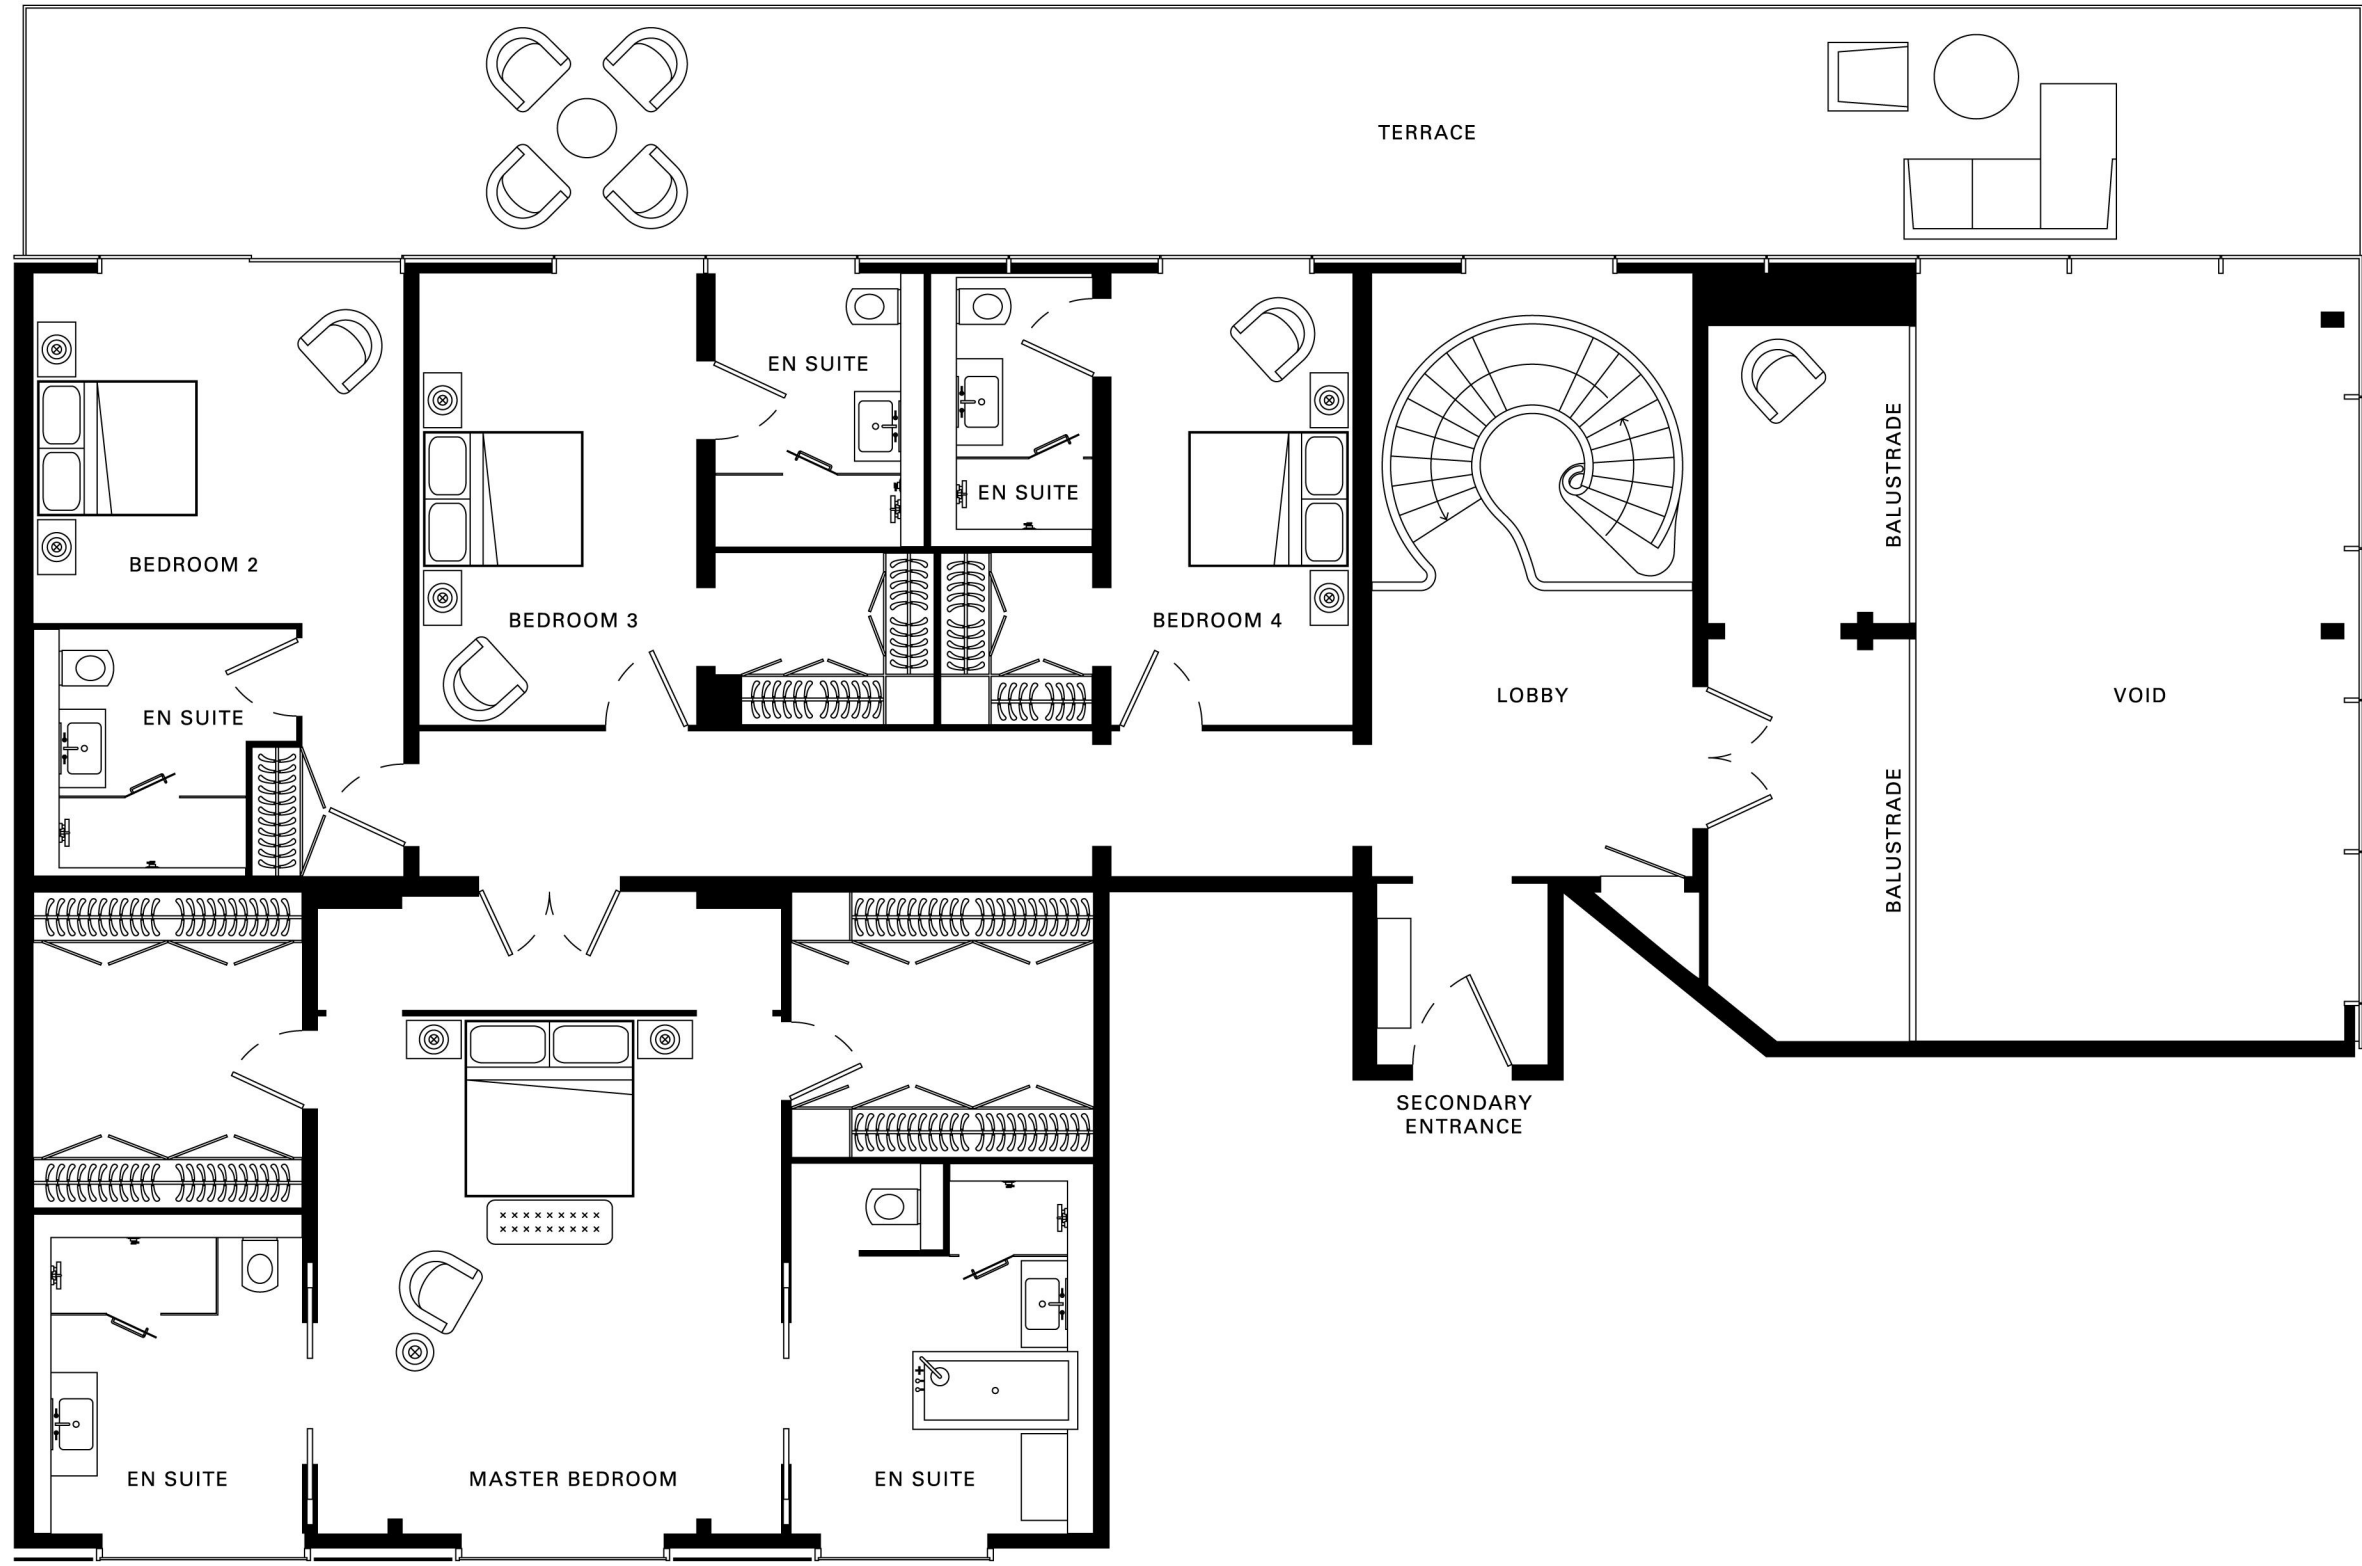 TERRACE
EN SUITE
BALUSTRADE
EN SUITE
BEDROOM 2
BEDROOM 3
BEDROOM 4
LOBBY
VOID
EN SUITE
BALUSTRADE
SECONDARY
ENTRANCE
EN SUITE
MASTER BEDROOM
EN SUITE